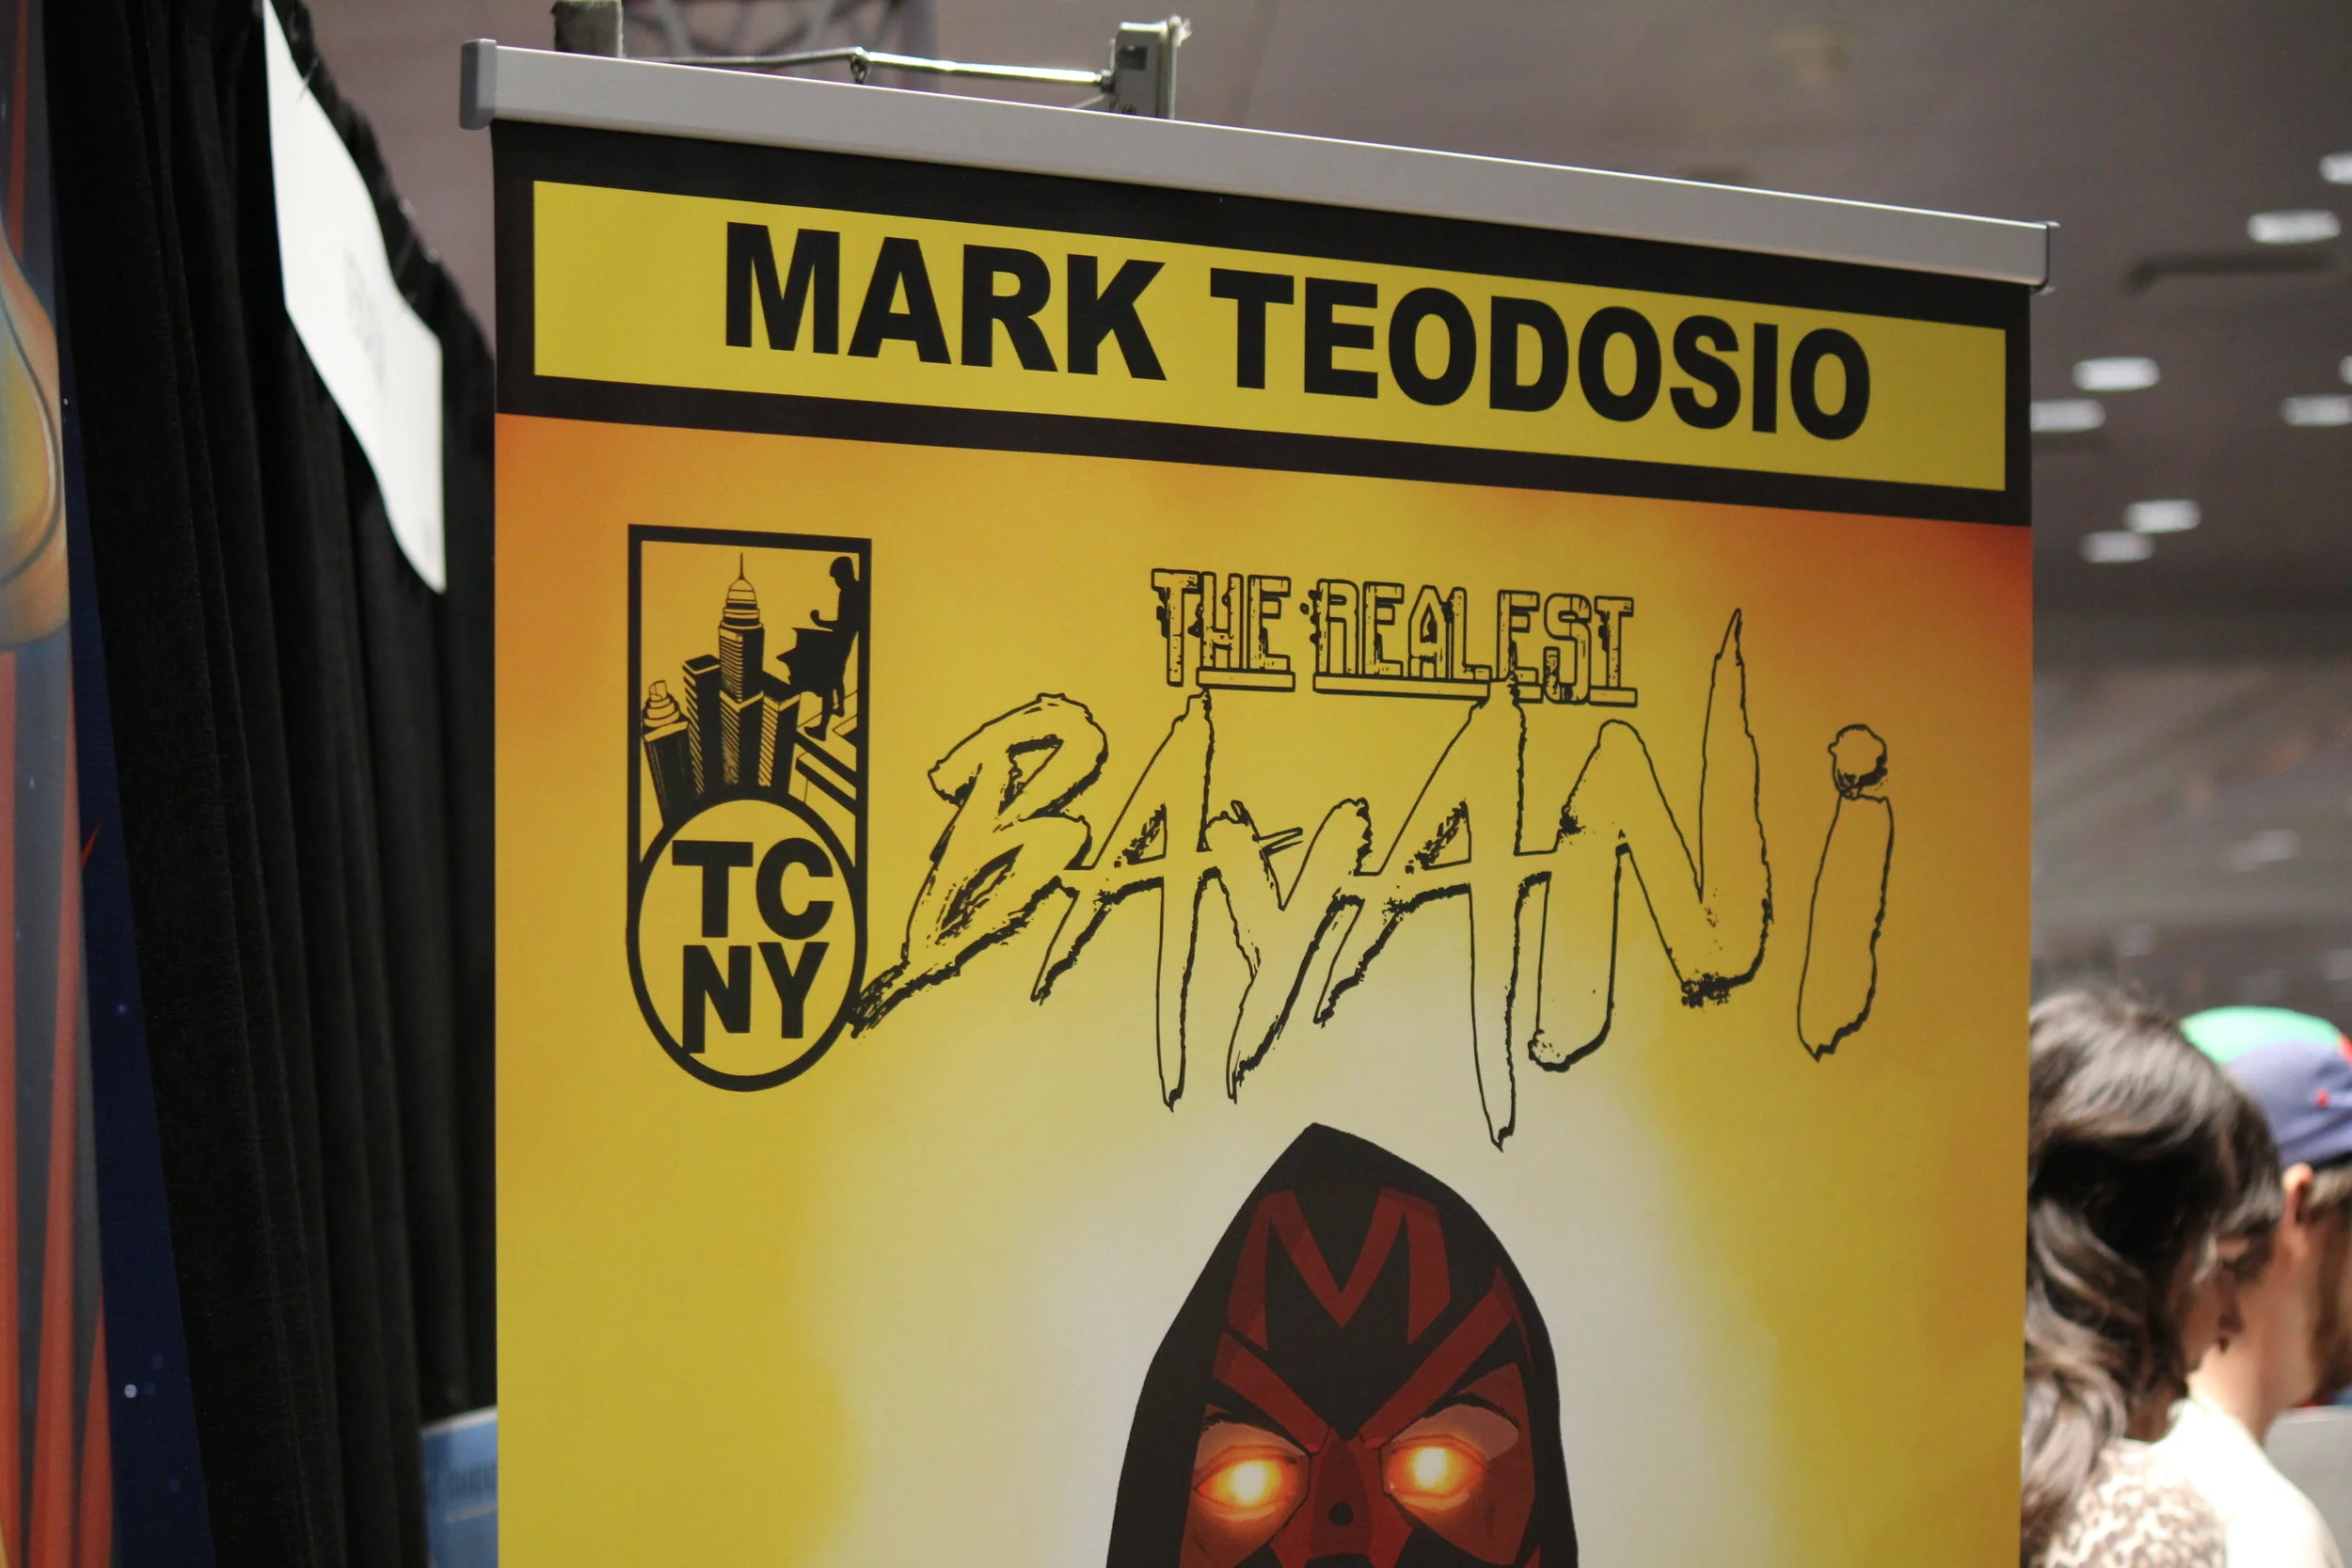 MARK TEODOSIO
THE REALEST
BAYANi
TC
NY